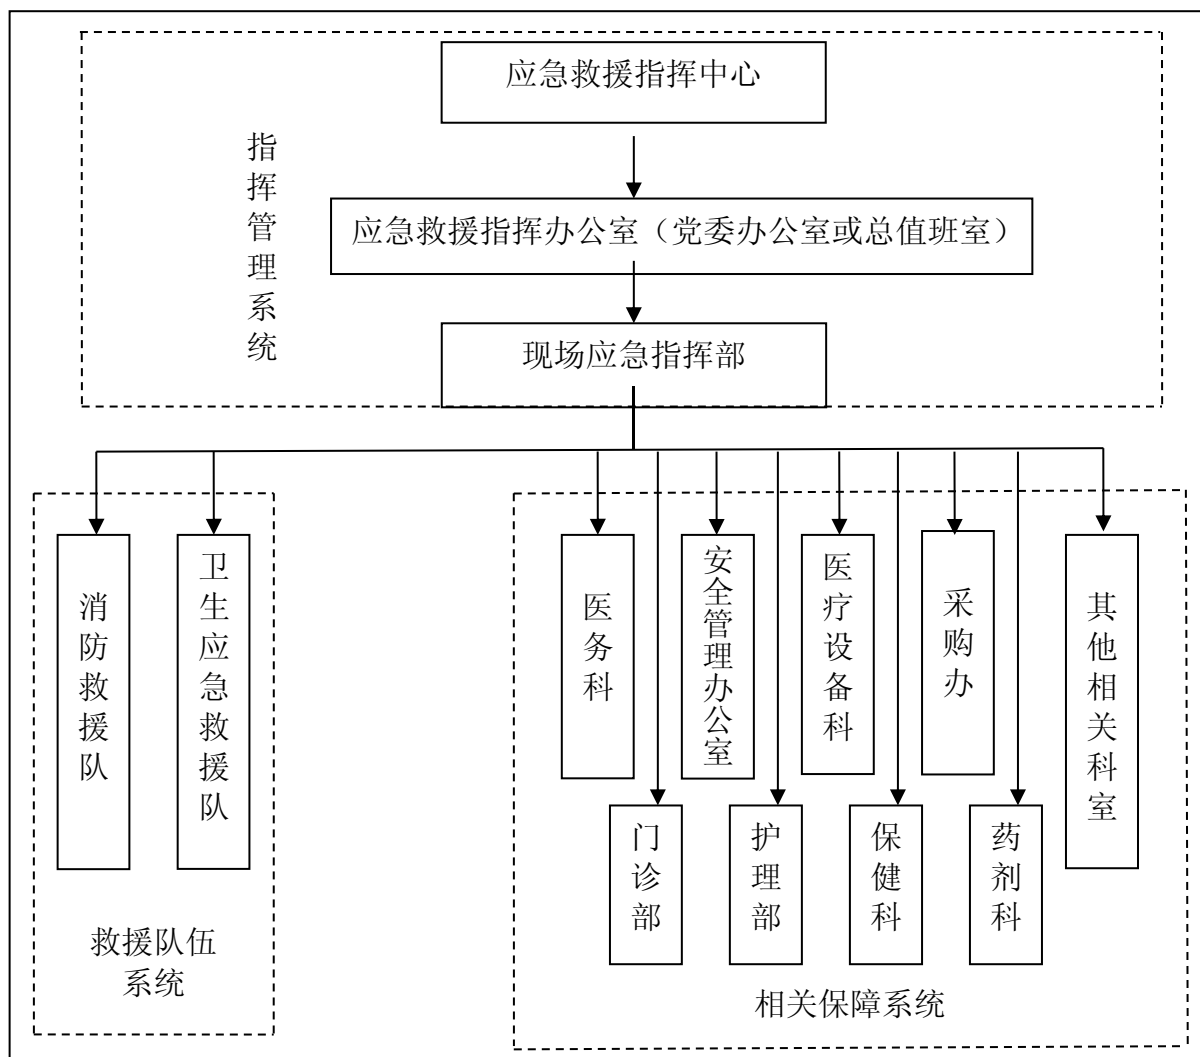 应急救援指挥中心
指挥管理系统
应急救援指挥办公室（党委办公室或总值班室）
现场应急指挥部
消防救援队
卫生应急救援队
医务科
安全管理办公室
医疗设备科
采购办
其他相关科室
门诊部
护理部
保健科
药剂科
救援队伍
系统
相关保障系统